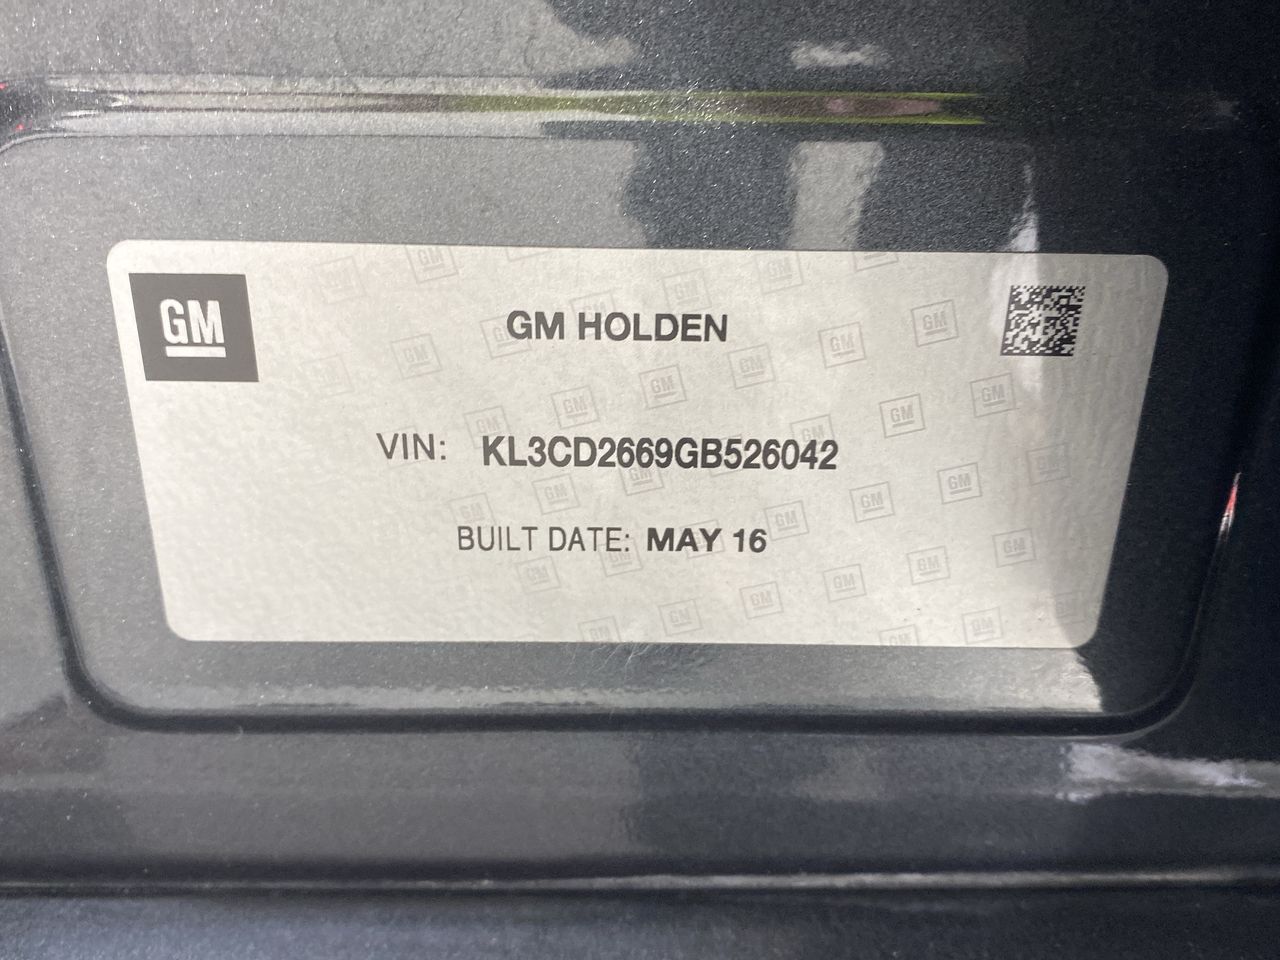 GM
GM HOLDEN
VIN: KL3CD2669GB526042
BUILT DATE: MAY 16